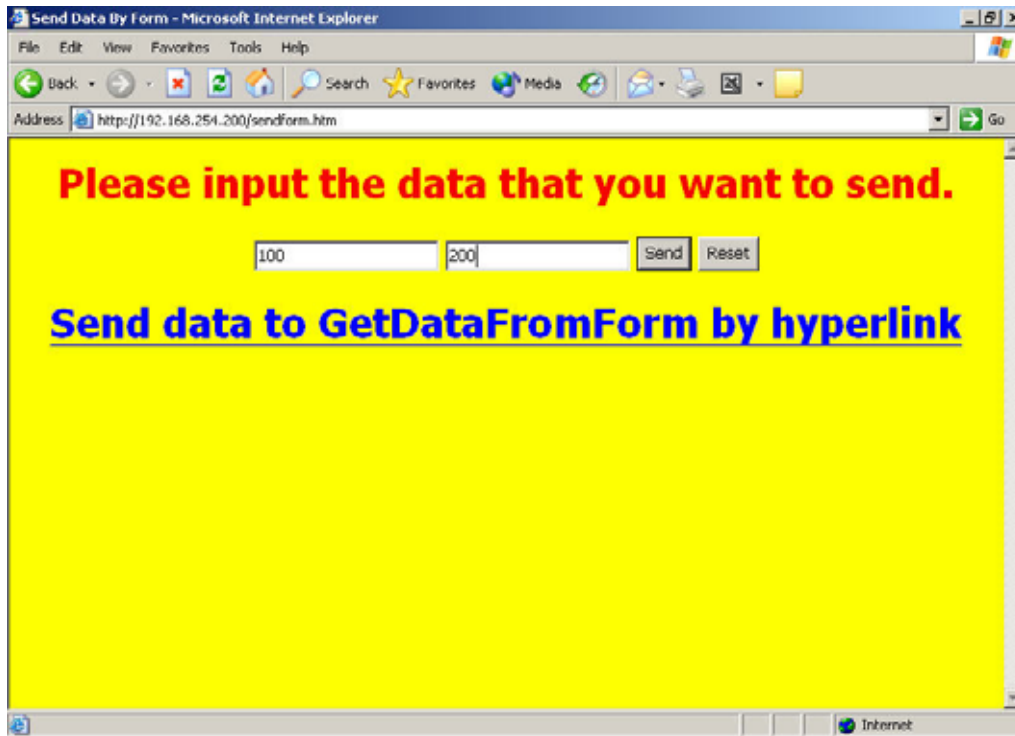 Send Data By Form - Microsoft Internet Explorer
File Edit View Favorites Tools Help
Back Search Favorites Media
Address http://192.168.254.200/sendform.htm Go
Please input the data that you want to send.
100 200 Send Reset
Send data to GetDataFromForm by hyperlink
Internet